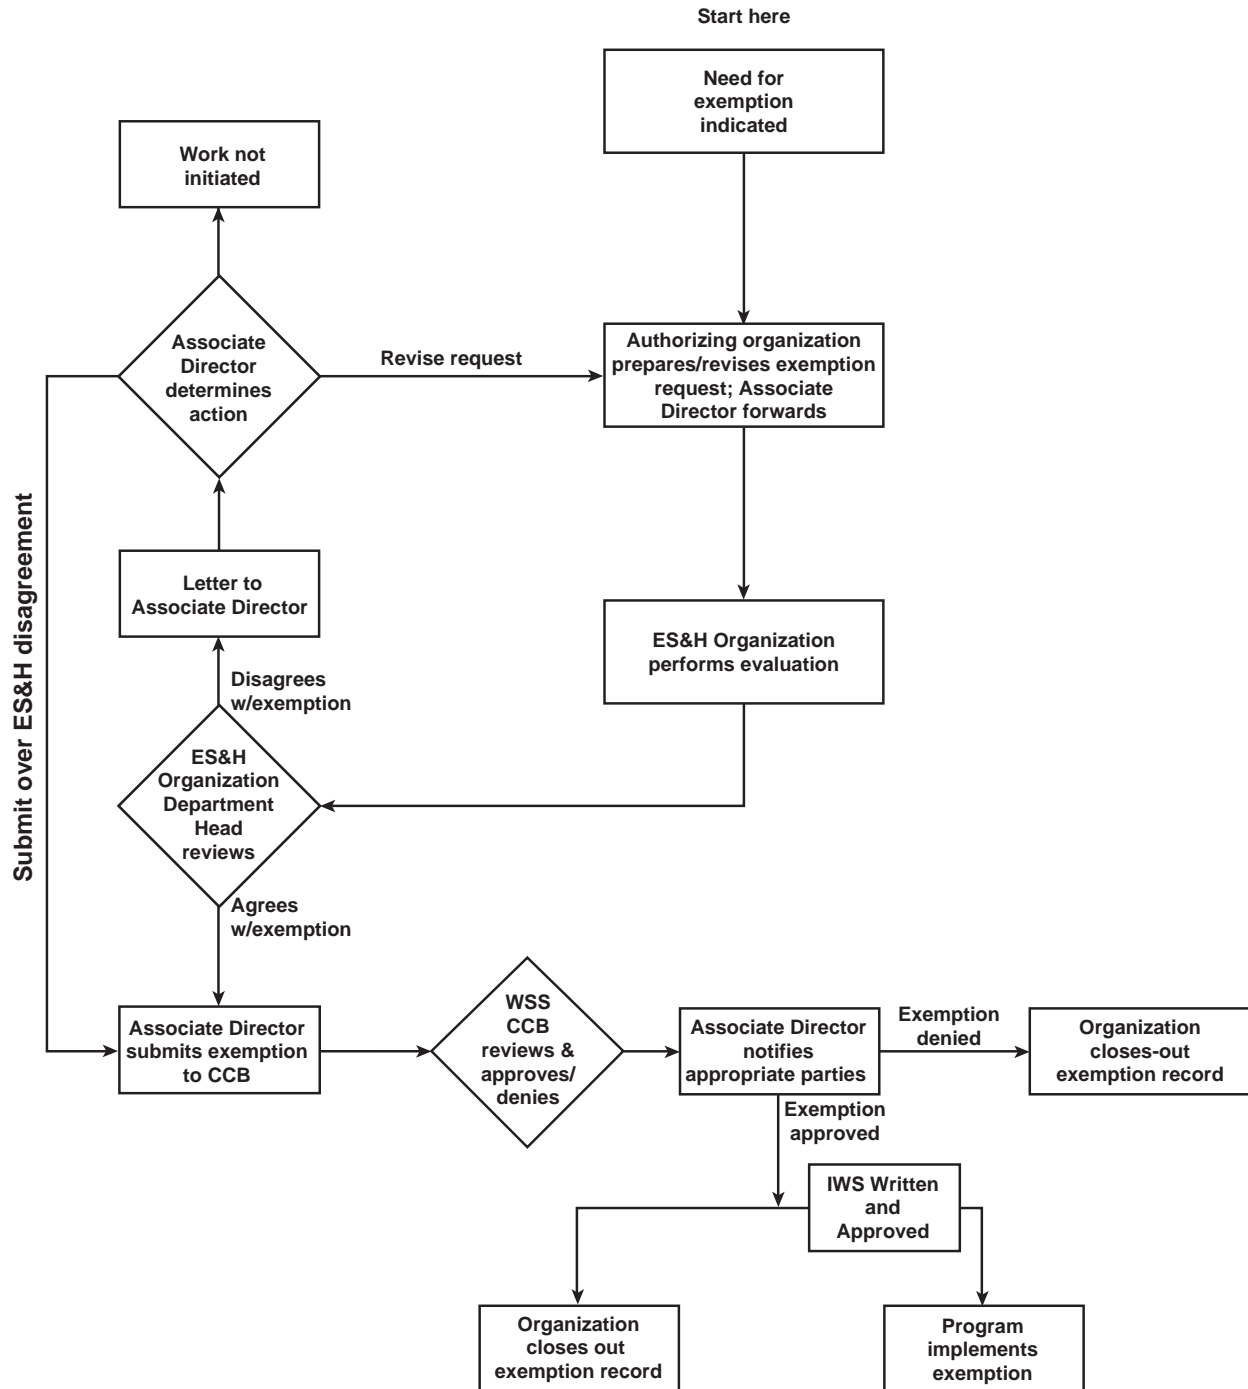 Start here
Need for
exemption
indicated
Work not
initiated
Associate
Director
determines
action
Revise request
Authorizing organization
prepares/revises exemption
request; Associate
Director forwards
Submit over ES&H disagreement
Letter to
Associate Director
ES&H Organization
performs evaluation
Disagrees
w/exemption
ES&H
Organization
Department
Head
reviews
Agrees
w/exemption
Associate Director
submits exemption
to CCB
WSS
CCB
reviews &
approves/
denies
Associate Director
notifies
appropriate parties
Exemption
denied
Organization
closes-out
exemption record
Exemption
approved
IWS Written
and
Approved
Organization
closes out
exemption record
Program
implements
exemption